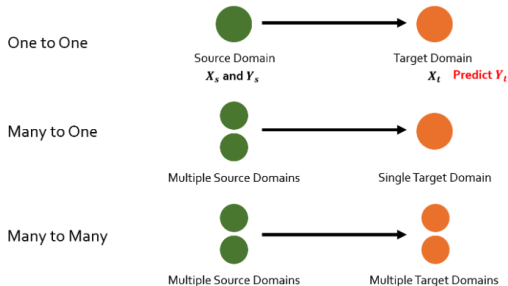 One to One
Source Domain
Target Domain
Xₛ and Yₛ
Xₜ Predict Yₜ
Many to One
Multiple Source Domains
Single Target Domain
Many to Many
Multiple Source Domains
Multiple Target Domains